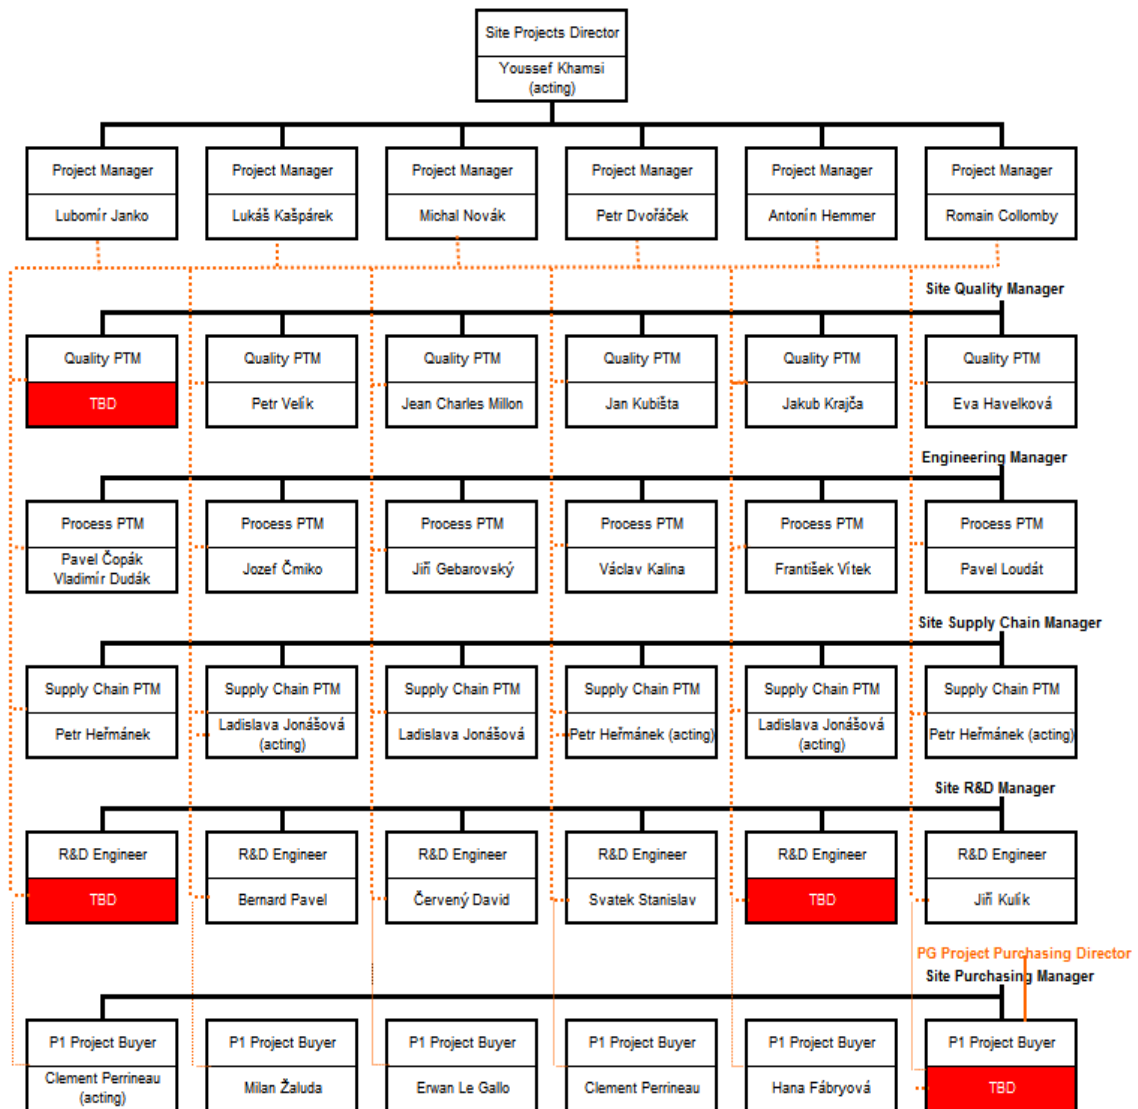 Site Projects Director
Youssef Khamsi
(acting)
Project Manager
Project Manager
Project Manager
Project Manager
Project Manager
Project Manager
Lubomír Janko
Lukáš Kašpárek
Michal Novák
Petr Dvořáček
Antonín Hemmer
Romain Collomby
Site Quality Manager
Quality PTM
Quality PTM
Quality PTM
Quality PTM
Quality PTM
Quality PTM
TBD
Petr Velík
Jean Charles Millon
Jan Kubišta
Jakub Krajča
Eva Havelková
Engineering Manager
Process PTM
Process PTM
Process PTM
Process PTM
Process PTM
Process PTM
Pavel Čopák
Vladimír Dudák
Jozef Čmiko
Jiří Gebarovský
Václav Kalina
František Vítek
Pavel Loudát
Site Supply Chain Manager
Supply Chain PTM
Supply Chain PTM
Supply Chain PTM
Supply Chain PTM
Supply Chain PTM
Supply Chain PTM
Petr Heřmánek
Ladislava Jonášová
(acting)
Ladislava Jonášová
Petr Heřmánek (acting)
Ladislava Jonášová
(acting)
Petr Heřmánek (acting)
Site R&D Manager
R&D Engineer
R&D Engineer
R&D Engineer
R&D Engineer
R&D Engineer
R&D Engineer
TBD
Bernard Pavel
Červený David
Svatek Stanislav
TBD
Jiří Kulík
PG Project Purchasing Director
Site Purchasing Manager
P1 Project Buyer
P1 Project Buyer
P1 Project Buyer
P1 Project Buyer
P1 Project Buyer
P1 Project Buyer
Clement Perrineau
(acting)
Milan Žaluda
Erwan Le Gallo
Clement Perrineau
Hana Fábryová
TBD